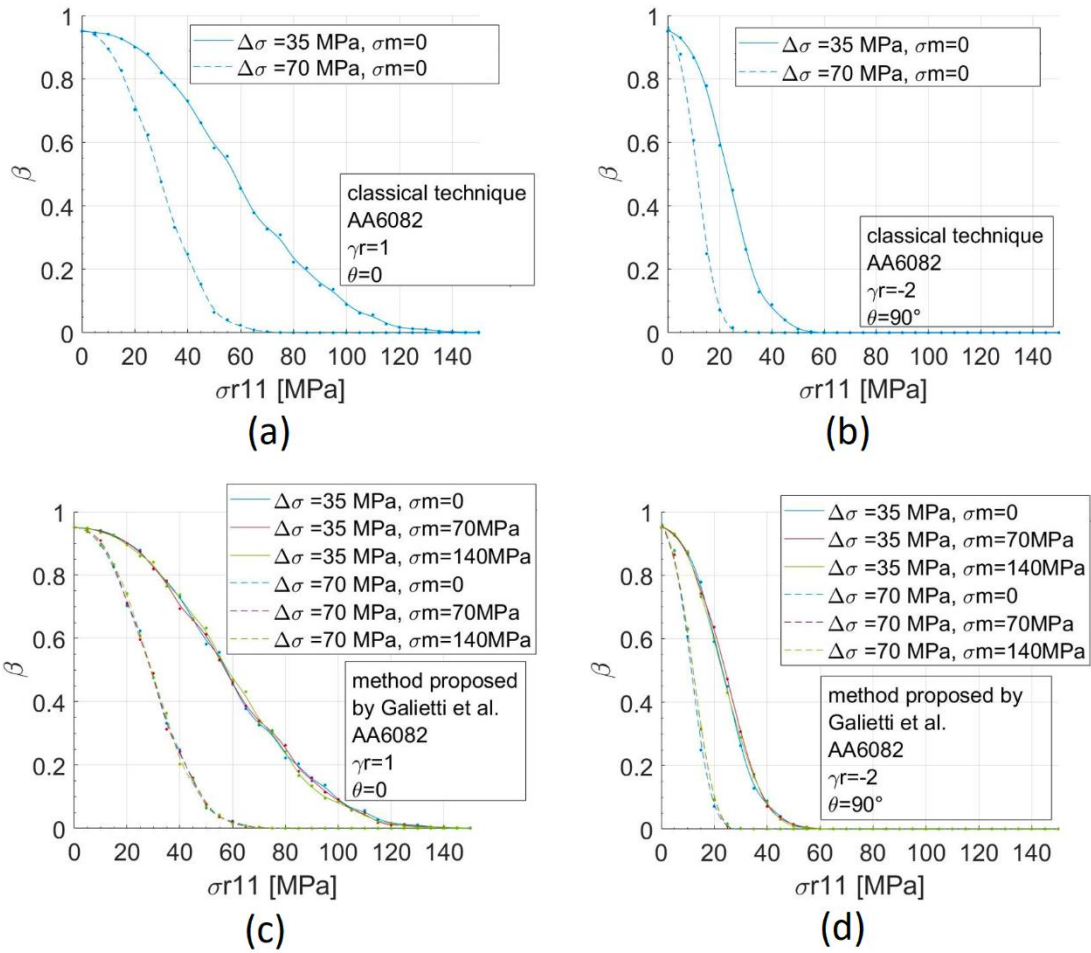 Δσ =35 MPa, σm=0
Δσ =70 MPa, σm=0
classical technique
AA6082
γr=1
θ=0
1
0.8
0.6
0.4
0.2
0
β
0 20 40 60 80 100 120 140
σr11 [MPa]
(a)
Δσ =35 MPa, σm=0
Δσ =70 MPa, σm=0
classical technique
AA6082
γr=-2
θ=90°
1
0.8
0.6
0.4
0.2
0
β
0 20 40 60 80 100 120 140
σr11 [MPa]
(b)
Δσ =35 MPa, σm=0
Δσ =35 MPa, σm=70MPa
Δσ =35 MPa, σm=140MPa
Δσ =70 MPa, σm=0
Δσ =70 MPa, σm=70MPa
Δσ =70 MPa, σm=140MPa
method proposed
by Galietti et al.
AA6082
γr=1
θ=0
1
0.8
0.6
0.4
0.2
0
β
0 20 40 60 80 100 120 140
σr11 [MPa]
(c)
Δσ =35 MPa, σm=0
Δσ =35 MPa, σm=70MPa
Δσ =35 MPa, σm=140MPa
Δσ =70 MPa, σm=0
Δσ =70 MPa, σm=70MPa
Δσ =70 MPa, σm=140MPa
method proposed by
Galietti et al.
AA6082
γr=-2
θ=90°
1
0.8
0.6
0.4
0.2
0
β
0 20 40 60 80 100 120 140
σr11 [MPa]
(d)